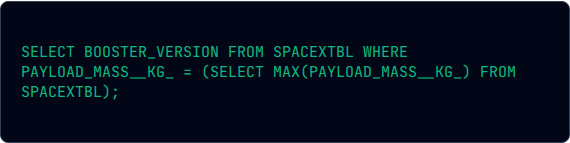 SELECT BOOSTER_VERSION FROM SPACEXTBL WHERE
PAYLOAD_MASS__KG_ = (SELECT MAX(PAYLOAD_MASS__KG_) FROM
SPACEXTBL);